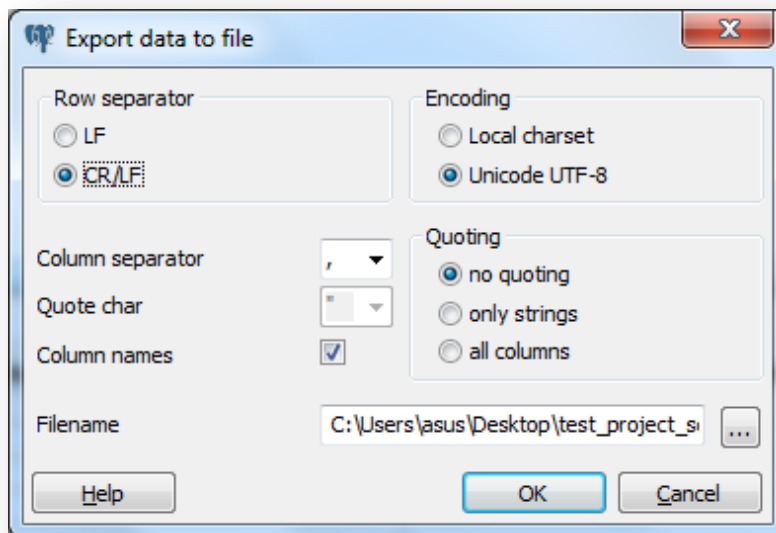 Export data to file
Row separator
LF
CR/LF
Encoding
Local charset
Unicode UTF-8
Column separator
,
Quote char
"
Column names
Quoting
no quoting
only strings
all columns
Filename
C:\Users\asus\Desktop\test_project_s
...
Help
OK
Cancel